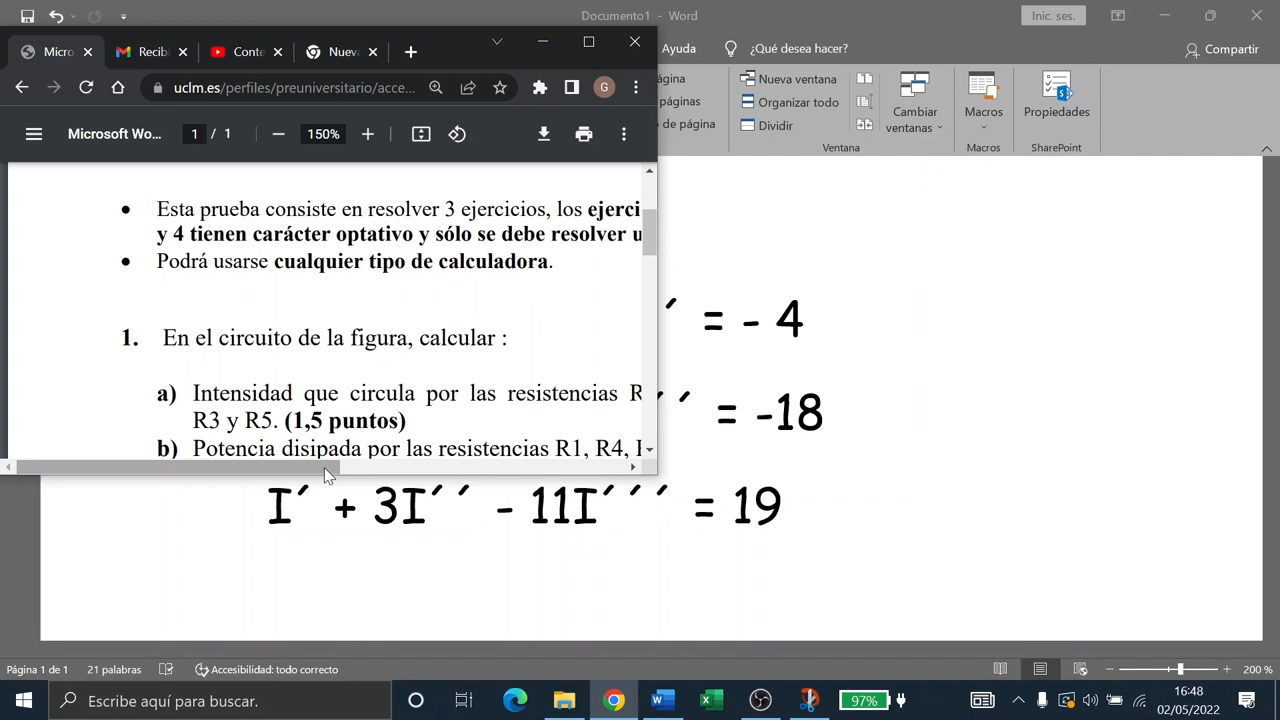 Documento1 - Word
Inic. ses.
Micro
Recib
Conte
Nueva
Ayuda
¿Qué desea hacer?
Compartir
uclm.es/perfiles/preuniversitario/acce...
G
ágina
páginas
o de página
Nueva ventana
Organizar todo
Dividir
Cambiar
ventanas
Macros
Propiedades
Ventana
Macros
SharePoint
Microsoft Wo...
1 / 1
150%
• Esta prueba consiste en resolver 3 ejercicios, los ejerci
y 4 tienen carácter optativo y sólo se debe resolver u
• Podrá usarse cualquier tipo de calculadora.
1. En el circuito de la figura, calcular :
a) Intensidad que circula por las resistencias R
R3 y R5. (1,5 puntos)
b) Potencia disipada por las resistencias R1, R4, R
´ = - 4
´ ´ = -18
I´ + 3I´´ - 11I´´´ = 19
Página 1 de 1
21 palabras
Accesibilidad: todo correcto
200 %
Escribe aquí para buscar.
97%
16:48
02/05/2022